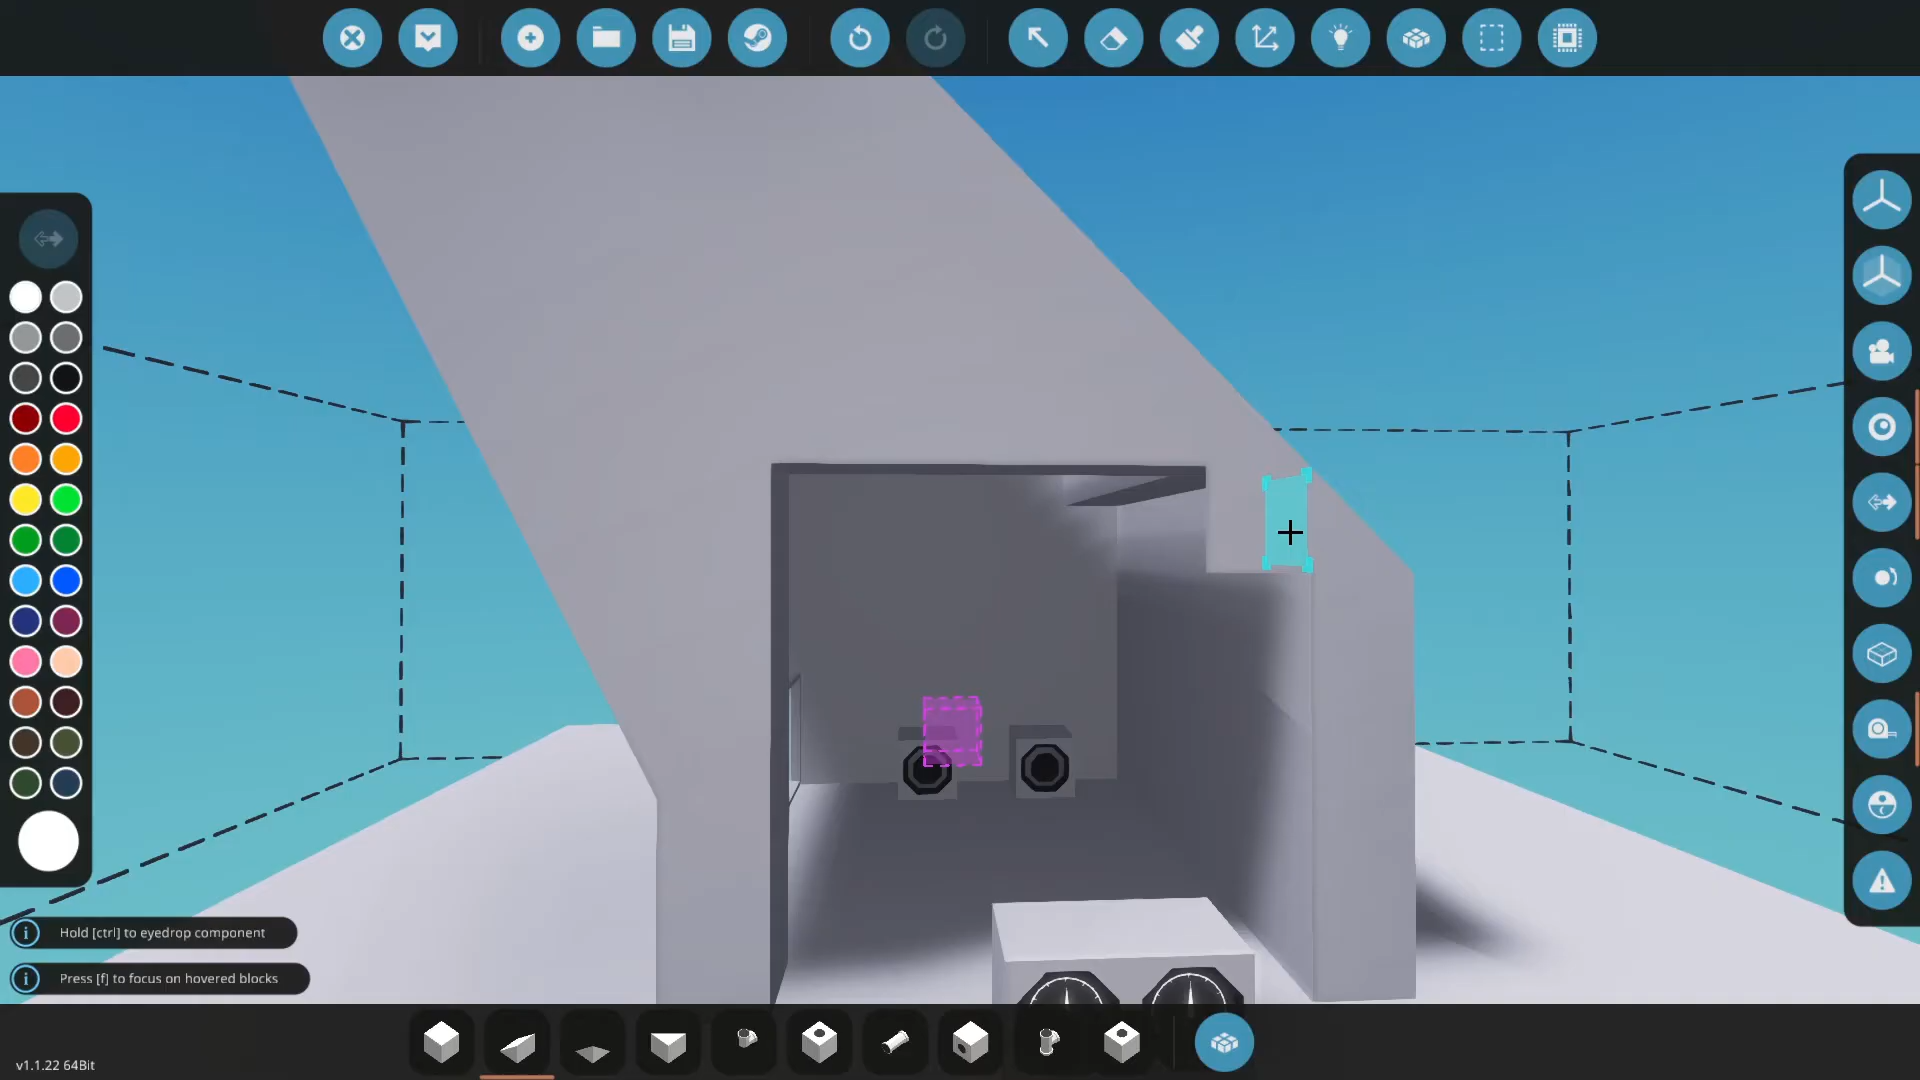 Hold [ctrl] to eyedrop component
Press [f] to focus on hovered blocks
v1.1.22 64Bit